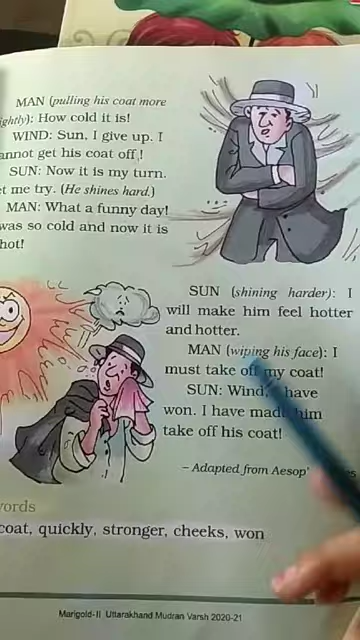 MAN (pulling his coat more
ightly): How cold it is!
WIND: Sun. I give up. I
annot get his coat off!
SUN: Now it is my turn.
et me try. (He shines hard.)
MAN: What a funny day!
was so cold and now it is
hot!
SUN (shining harder): I
will make him feel hotter
and hotter.
MAN (wiping his face): I
must take off my coat!
SUN: Wind, have
won. I have made him
take off his coat!
– Adapted from Aesop'
words
coat, quickly, stronger, cheeks, won
Marigold-II Uttarakhand Mudran Varsh 2020-21